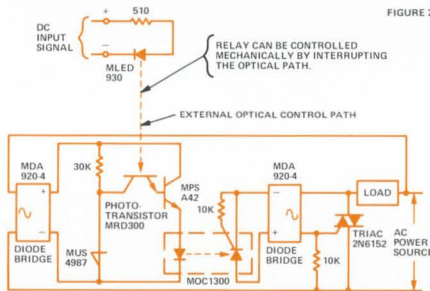 FIGURE 2
510
+
DC
INPUT
SIGNAL
−
MLED
930
RELAY CAN BE CONTROLLED
MECHANICALLY BY INTERRUPTING
THE OPTICAL PATH.
EXTERNAL OPTICAL CONTROL PATH
MDA
920-4
+
−
DIODE
BRIDGE
30K
MUS
4987
PHOTO-
TRANSISTOR
MRD300
MPS
A42
MOC1300
10K
MDA
920-4
−
+
DIODE
BRIDGE
10K
LOAD
TRIAC
2N6152
AC
POWER
SOURCE